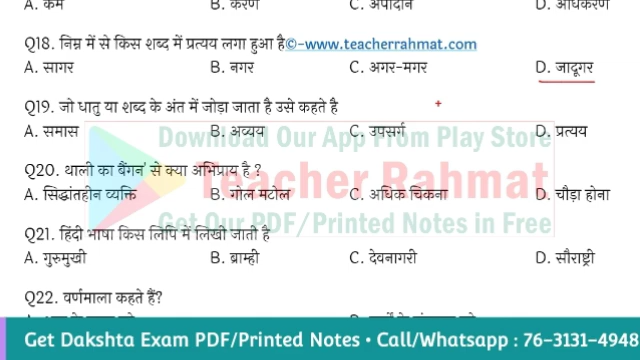 A. कर्म B. करण C. अपादान D. अधिकरण
Q18. निम्न में से किस शब्द में प्रत्यय लगा हुआ है©-www.teacherrahmat.com
A. सागर B. नगर C. अगर-मगर D. जादूगर
Q19. जो धातु या शब्द के अंत में जोड़ा जाता है उसे कहते है
A. समास B. अव्यय C. उपसर्ग D. प्रत्यय
Download Our App From Play Store
Q20. थाली का बैंगन' से क्या अभिप्राय है ?
Teacher Rahmat
A. सिद्धांतहीन व्यक्ति B. गोल मटोल C. अधिक चिकना D. चौड़ा होना
Get Our PDF/Printed Notes in Free
Q21. हिंदी भाषा किस लिपि में लिखी जाती है
A. गुरुमुखी B. ब्राम्ही C. देवनागरी D. सौराष्ट्री
Q22. वर्णमाला कहते हैं?
Get Dakshta Exam PDF/Printed Notes • Call/Whatsapp : 76-3131-4948